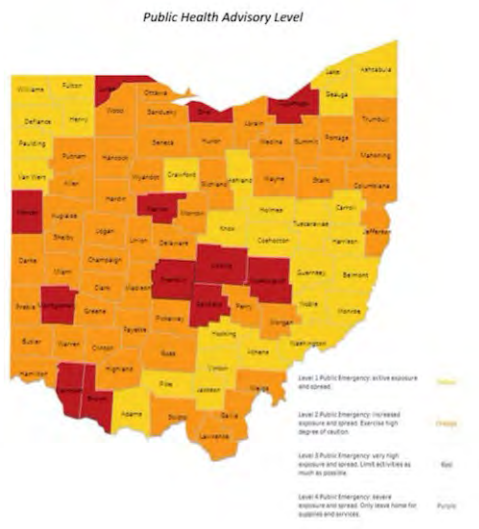 Public Health Advisory Level
Lake
Ashtabula
Williams
Fulton
Lucas
Ottawa
Geauga
Wood
Sandusky
Erie
Defiance
Henry
Lorain
Trumbull
Paulding
Seneca
Huron
Medina
Summit
Portage
Putnam
Hancock
Mahoning
Van Wert
Allen
Wyandot
Crawford
Richland
Ashland
Wayne
Stark
Columbiana
Hardin
Mercer
Auglaize
Marion
Morrow
Holmes
Carroll
Knox
Tuscarawas
Jefferson
Logan
Shelby
Union
Delaware
Coshocton
Harrison
Darke
Champaign
Licking
Guernsey
Belmont
Miami
Franklin
Muskingum
Clark
Madison
Preble
Montgomery
Fairfield
Perry
Noble
Monroe
Greene
Pickaway
Morgan
Fayette
Hocking
Washington
Butler
Warren
Clinton
Ross
Athens
Hamilton
Highland
Vinton
Pike
Meigs
Brown
Jackson
Adams
Scioto
Gallia
Lawrence
Level 1 Public Emergency: active exposure
and spread.
Yellow
Level 2 Public Emergency: increased
exposure and spread. Exercise high
degree of caution.
Orange
Level 3 Public Emergency: very high
exposure and spread. Limit activities as
much as possible.
Red
Level 4 Public Emergency: severe
exposure and spread. Only leave home for
supplies and services.
Purple